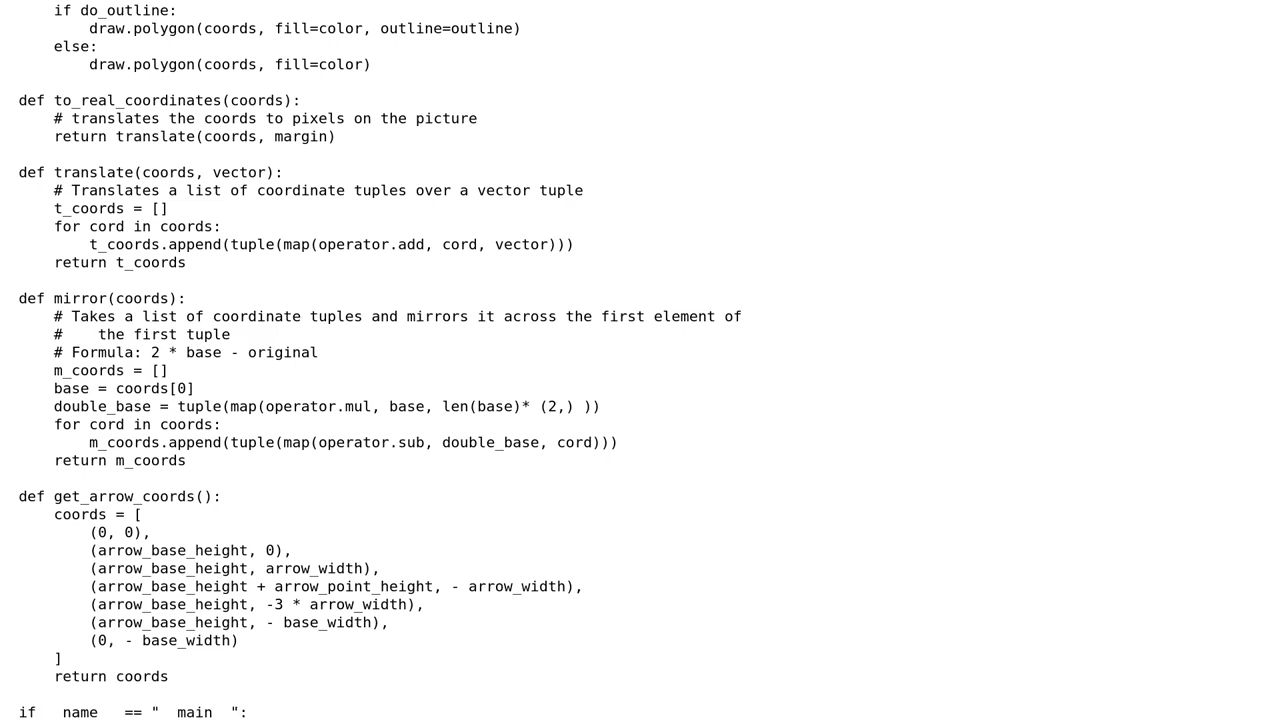 if do_outline:
        draw.polygon(coords, fill=color, outline=outline)
    else:
        draw.polygon(coords, fill=color)

def to_real_coordinates(coords):
    # translates the coords to pixels on the picture
    return translate(coords, margin)

def translate(coords, vector):
    # Translates a list of coordinate tuples over a vector tuple
    t_coords = []
    for cord in coords:
        t_coords.append(tuple(map(operator.add, cord, vector)))
    return t_coords

def mirror(coords):
    # Takes a list of coordinate tuples and mirrors it across the first element of
    #    the first tuple
    # Formula: 2 * base - original
    m_coords = []
    base = coords[0]
    double_base = tuple(map(operator.mul, base, len(base)* (2,) ))
    for cord in coords:
        m_coords.append(tuple(map(operator.sub, double_base, cord)))
    return m_coords

def get_arrow_coords():
    coords = [
        (0, 0),
        (arrow_base_height, 0),
        (arrow_base_height, arrow_width),
        (arrow_base_height + arrow_point_height, - arrow_width),
        (arrow_base_height, -3 * arrow_width),
        (arrow_base_height, - base_width),
        (0, - base_width)
    ]
    return coords

if   name   == "  main  ":